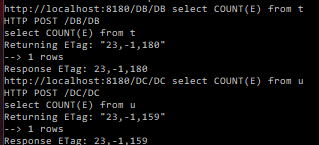 http://localhost:8180/DB/DB select COUNT(E) from t
HTTP POST /DB/DB
select COUNT(E) from t
Returning ETag: "23,-1,180"
--> 1 rows
Response ETag: 23,-1,180
http://localhost:8180/DC/DC select COUNT(E) from u
HTTP POST /DC/DC
select COUNT(E) from u
Returning ETag: "23,-1,159"
--> 1 rows
Response ETag: 23,-1,159